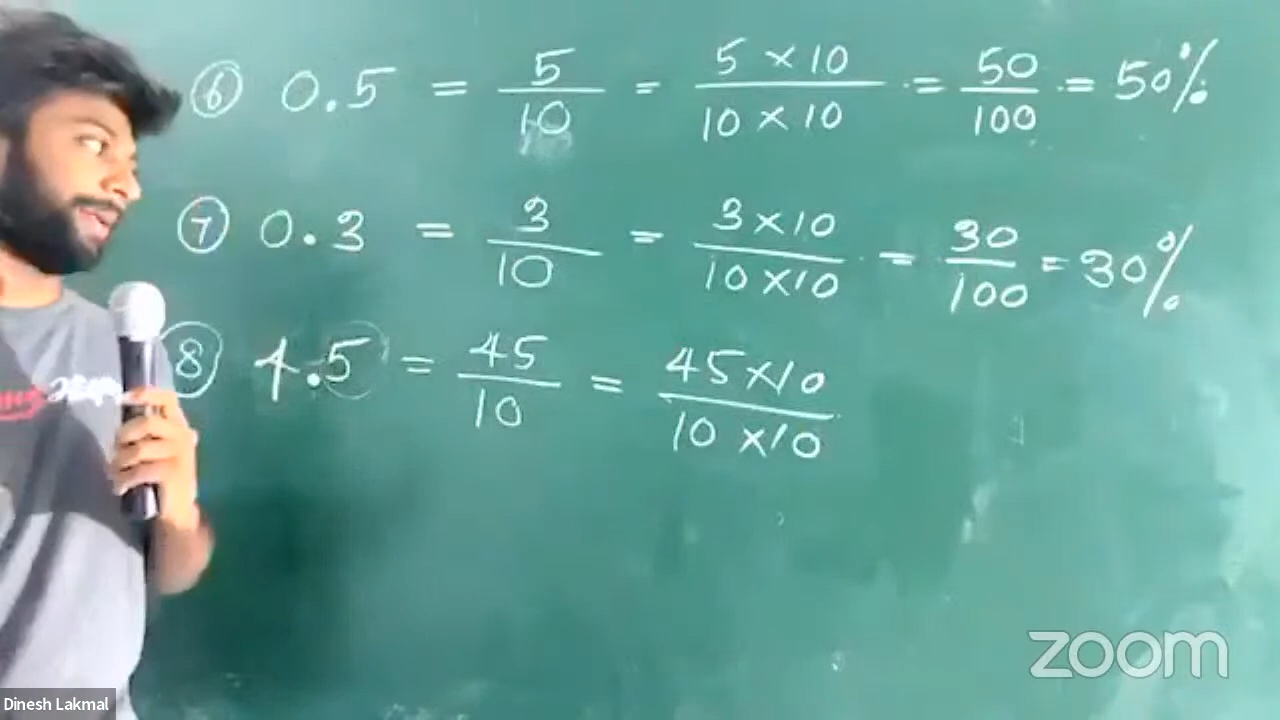 ⑥ 0.5 = 5/10 = 5 × 10/10 × 10 = 50/100 = 50%
⑦ 0.3 = 3/10 = 3 × 10/10 × 10 = 30/100 = 30%
⑧ 4.5 = 45/10 = 45 × 10/10 × 10
zoom
Dinesh Lakmal